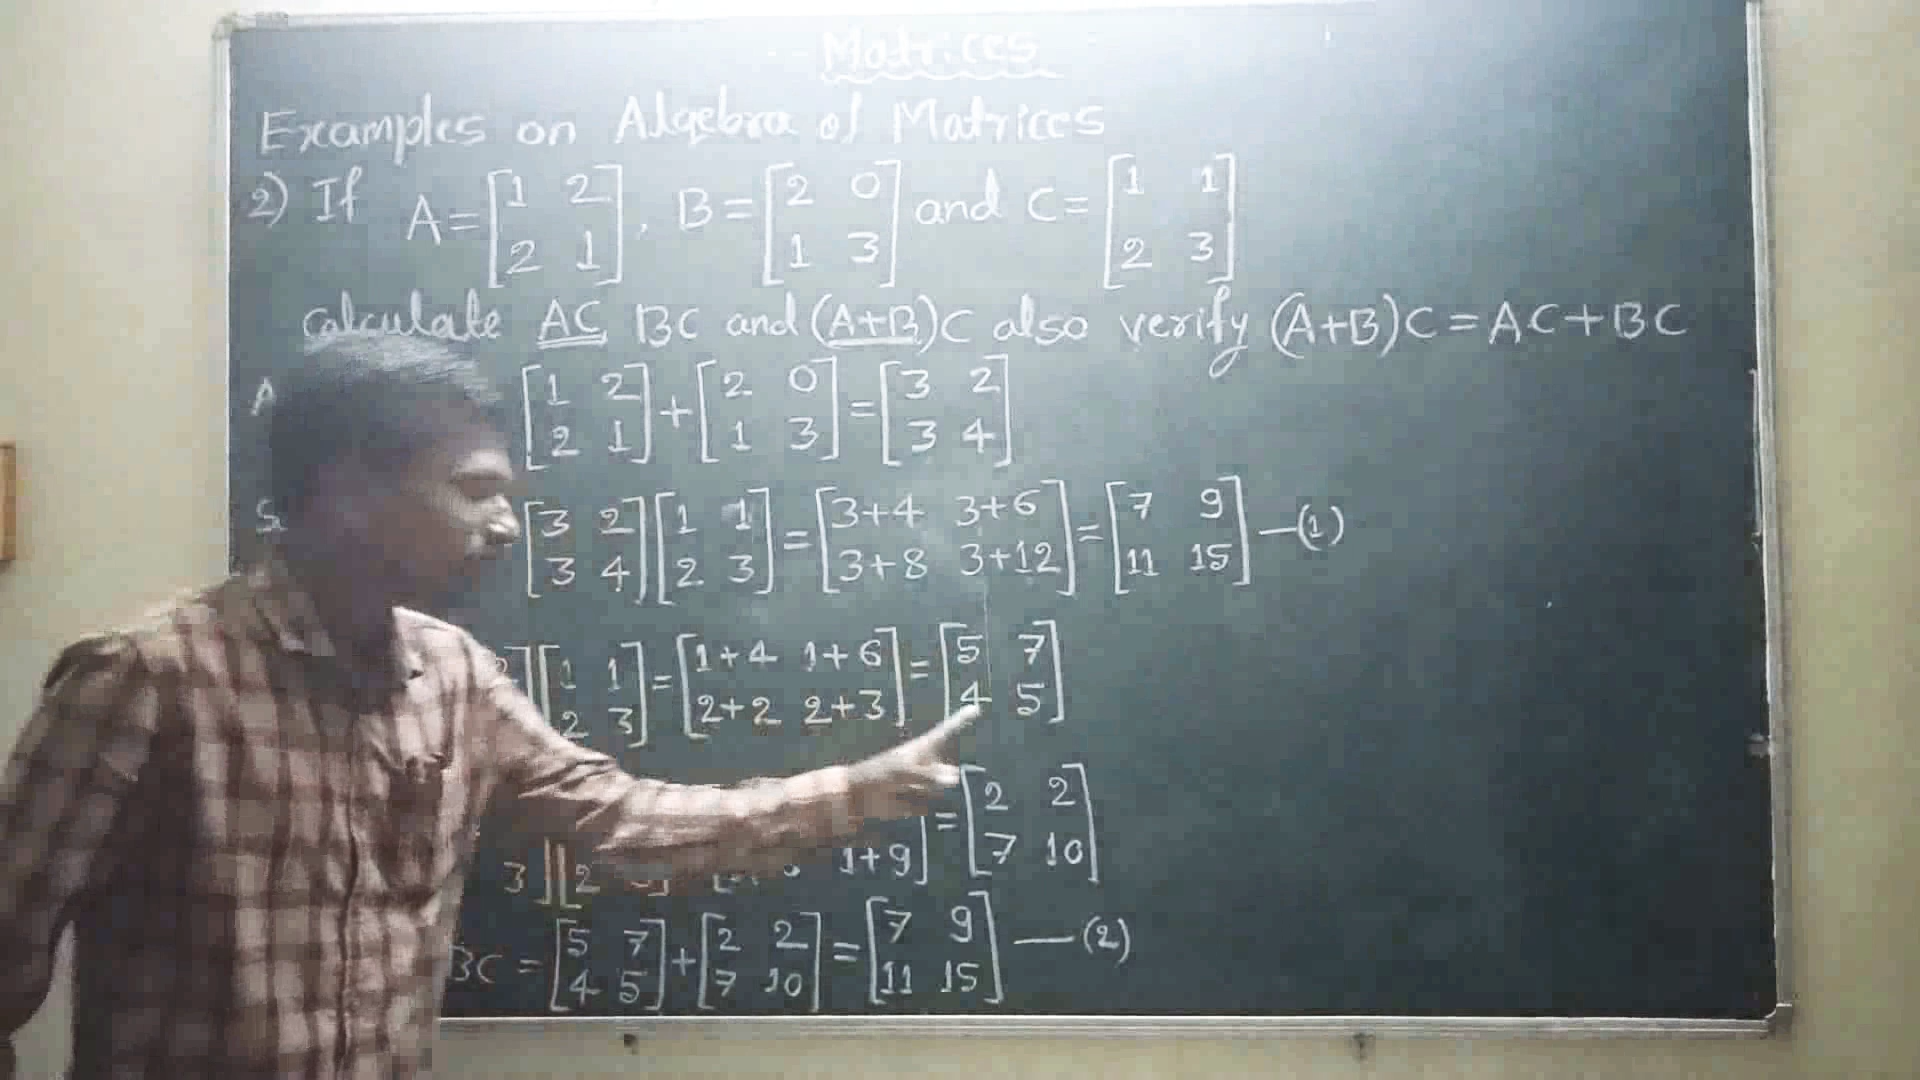 Matrices
Examples on Algebra of Matrices
2) If A = [1 2; 2 1], B = [2 0; 1 3] and C = [1 1; 2 3]
Calculate AC BC and (A+B)C also verify (A+B)C = AC+BC
A [1 2; 2 1] + [2 0; 1 3] = [3 2; 3 4]
[3 2; 3 4] [1 1; 2 3] = [3+4 3+6; 3+8 3+12] = [7 9; 11 15] —(1)
[1 1; 2 3] = [1+4 1+6; 2+2 2+3] = [5 7; 4 5]
3] [2 1+9] = [2 2; 7 10]
BC = [5 7; 4 5] + [2 2; 7 10] = [7 9; 11 15] —(2)